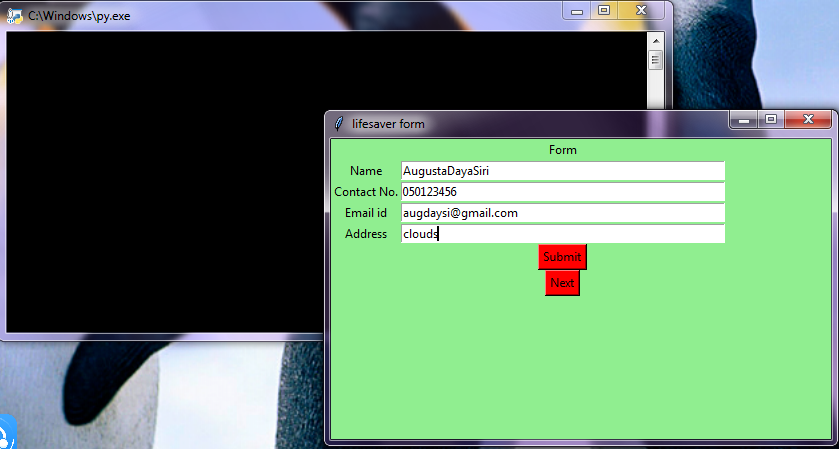 C:\Windows\py.exe
lifesaver form
Form
Name AugustaDayaSiri
Contact No. 050123456
Email id augdaysi@gmail.com
Address clouds
Submit
Next